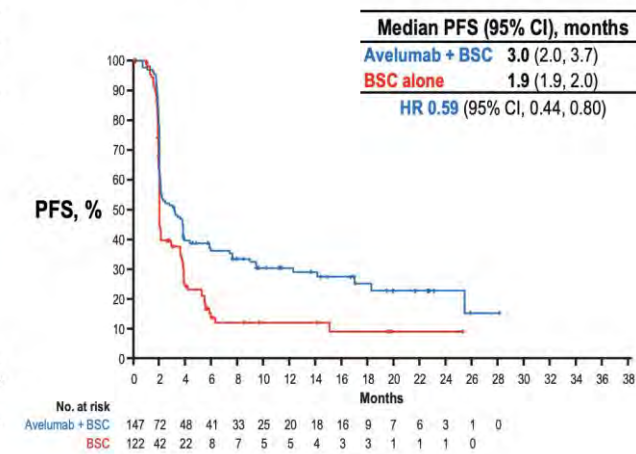 Median PFS (95% CI), months
Avelumab + BSC 3.0 (2.0, 3.7)
BSC alone 1.9 (1.9, 2.0)
HR 0.59 (95% CI, 0.44, 0.80)
PFS, %
100
90
80
70
60
50
40
30
20
10
0
0 2 4 6 8 10 12 14 16 18 20 22 24 26 28 30 32 34 36 38
Months
No. at risk
Avelumab + BSC 147 72 48 41 33 25 20 18 16 9 7 6 3 1 0
BSC 122 42 22 8 7 5 5 4 3 3 1 1 1 0